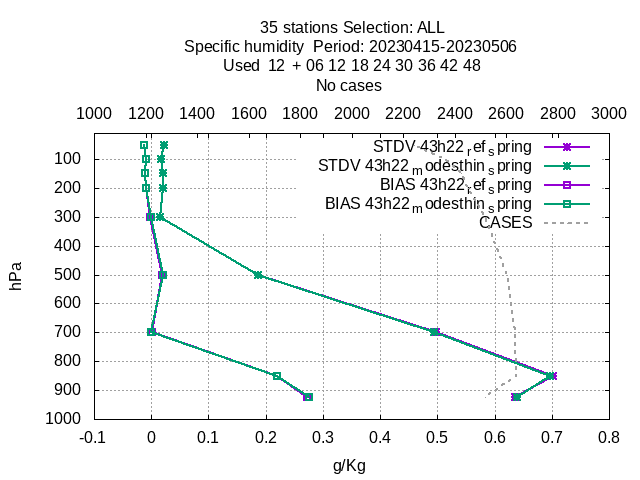 35 stations Selection: ALL
Specific humidity  Period: 20230415-20230506
Used  12  + 06 12 18 24 30 36 42 48
No cases
1000 1200 1400 1600 1800 2000 2200 2400 2600 2800 3000
STDV 43h22_ref_spring
STDV 43h22_modesthin_spring
BIAS 43h22_ref_spring
BIAS 43h22_modesthin_spring
CASES
100
200
300
400
500
600
700
800
900
1000
hPa
-0.1 0 0.1 0.2 0.3 0.4 0.5 0.6 0.7 0.8
g/Kg